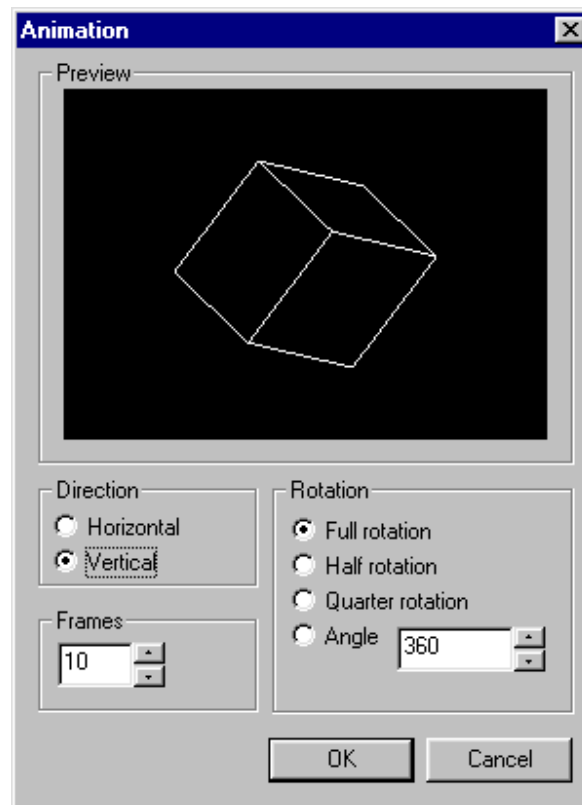 Animation
Preview
Direction
Horizontal
Vertical
Frames
10
Rotation
Full rotation
Half rotation
Quarter rotation
Angle 360
OK Cancel